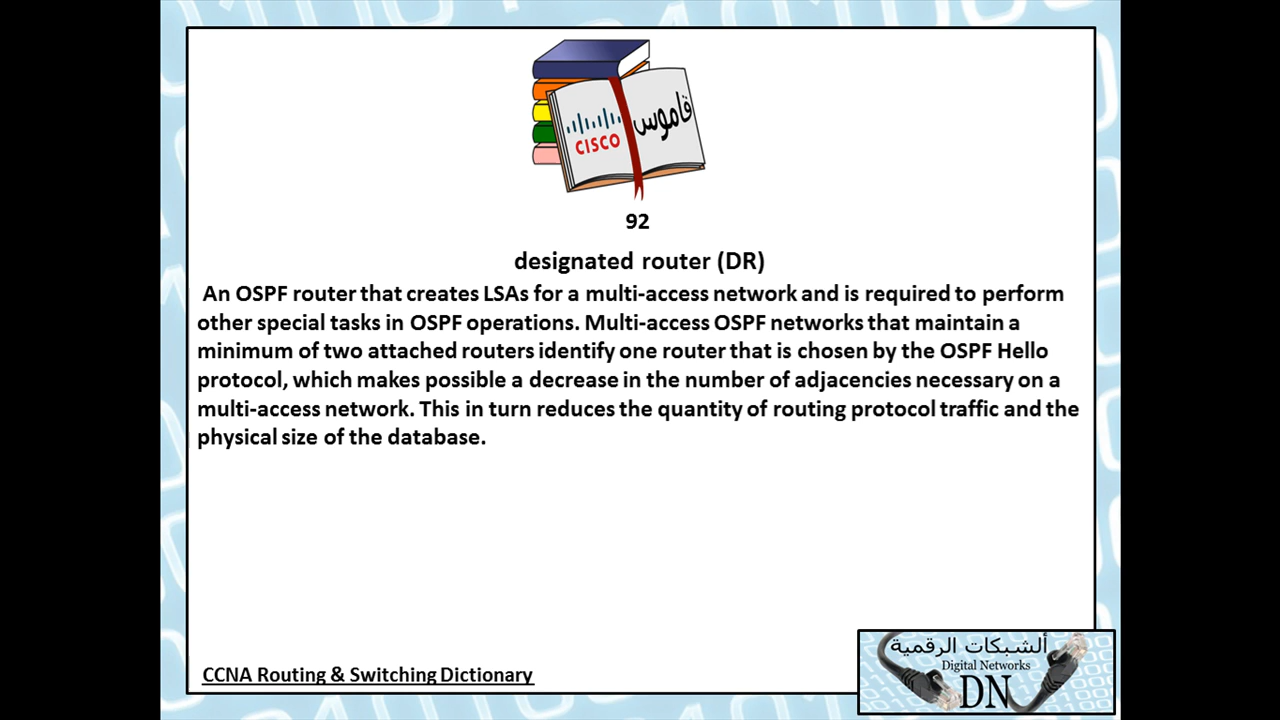 CISCO
قاموس
92
designated router (DR)
An OSPF router that creates LSAs for a multi-access network and is required to perform
other special tasks in OSPF operations. Multi-access OSPF networks that maintain a
minimum of two attached routers identify one router that is chosen by the OSPF Hello
protocol, which makes possible a decrease in the number of adjacencies necessary on a
multi-access network. This in turn reduces the quantity of routing protocol traffic and the
physical size of the database.
CCNA Routing & Switching Dictionary
ألشبكات الرقمية
Digital Networks
DN